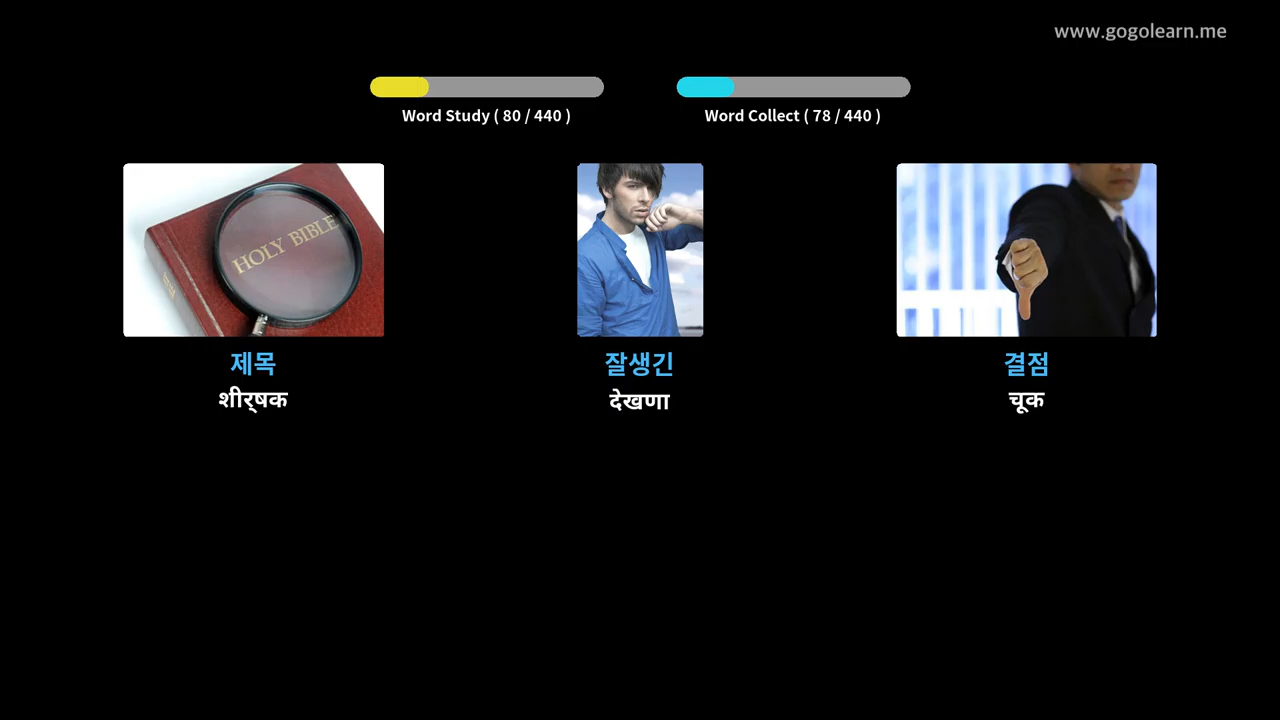 www.gogolearn.me
Word Study ( 80 / 440 )
Word Collect ( 78 / 440 )
HOLY BIBLE
제목
잘생긴
결점
शीर्षक
देखणा
चूक